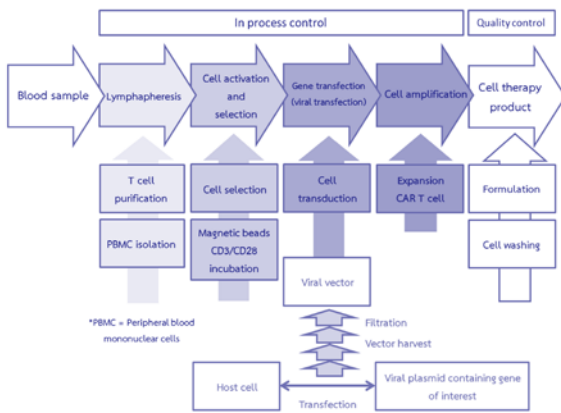 In process control
Quality control
Blood sample
Lymphapheresis
Cell activation
and
selection
Gene transfection
(viral transfection)
Cell amplification
Cell therapy
product
T cell
purification
Cell selection
Cell
transduction
Expansion
CAR T cell
Formulation
PBMC isolation
Magnetic beads
CD3/CD28
incubation
Cell washing
Viral vector
*PBMC = Peripheral blood
mononuclear cells
Filtration
Vector harvest
Host cell
Transfection
Viral plasmid containing gene
of interest